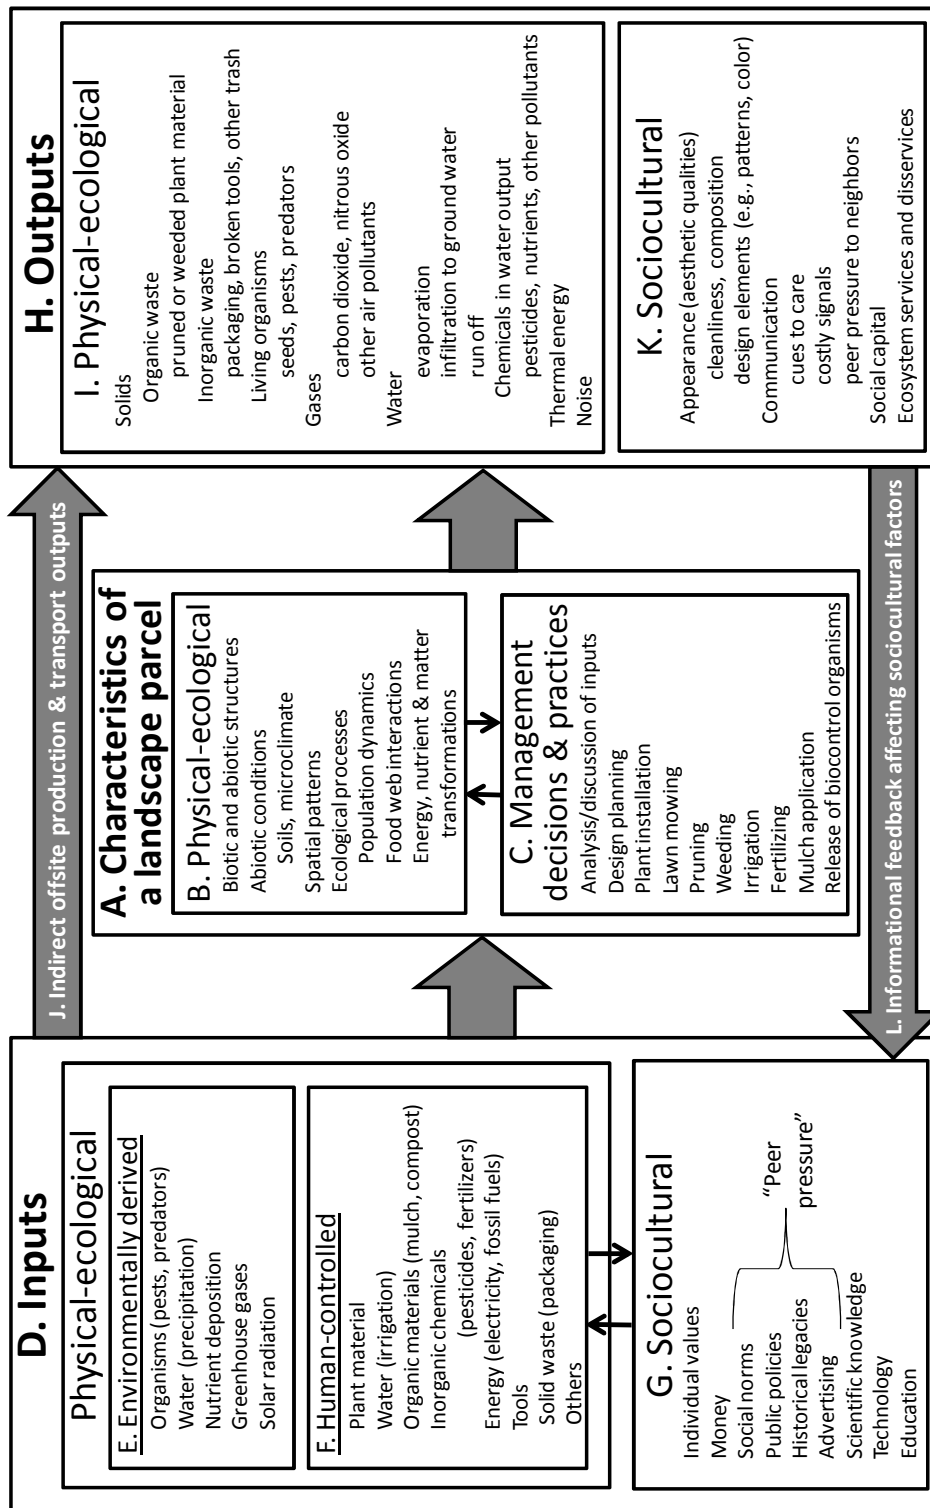 D. Inputs
Physical-ecological
E. Environmentally derived
Organisms (pests, predators)
Water (precipitation)
Nutrient deposition
Greenhouse gases
Solar radiation
F. Human-controlled
Plant material
Water (irrigation)
Organic materials (mulch, compost)
Inorganic chemicals
(pesticides, fertilizers)
Energy (electricity, fossil fuels)
Tools
Solid waste (packaging)
Others
G. Sociocultural
Individual values
Money
Social norms
Public policies
Historical legacies
Advertising
Scientific knowledge
Technology
Education
“Peer
pressure”
J. Indirect offsite production & transport outputs
A. Characteristics of
a landscape parcel
B. Physical-ecological
Biotic and abiotic structures
Abiotic conditions
Soils, microclimate
Spatial patterns
Ecological processes
Population dynamics
Food web interactions
Energy, nutrient & matter
transformations
C. Management
decisions & practices
Analysis/discussion of inputs
Design planning
Plant installation
Lawn mowing
Pruning
Weeding
Irrigation
Fertilizing
Mulch application
Release of biocontrol organisms
L. Informational feedback affecting sociocultural factors
H. Outputs
I. Physical-ecological
Solids
Organic waste
pruned or weeded plant material
Inorganic waste
packaging, broken tools, other trash
Living organisms
seeds, pests, predators
Gases
carbon dioxide, nitrous oxide
other air pollutants
Water
evaporation
infiltration to ground water
run off
Chemicals in water output
pesticides, nutrients, other pollutants
Thermal energy
Noise
K. Sociocultural
Appearance (aesthetic qualities)
cleanliness, composition
design elements (e.g., patterns, color)
Communication
cues to care
costly signals
peer pressure to neighbors
Social capital
Ecosystem services and disservices